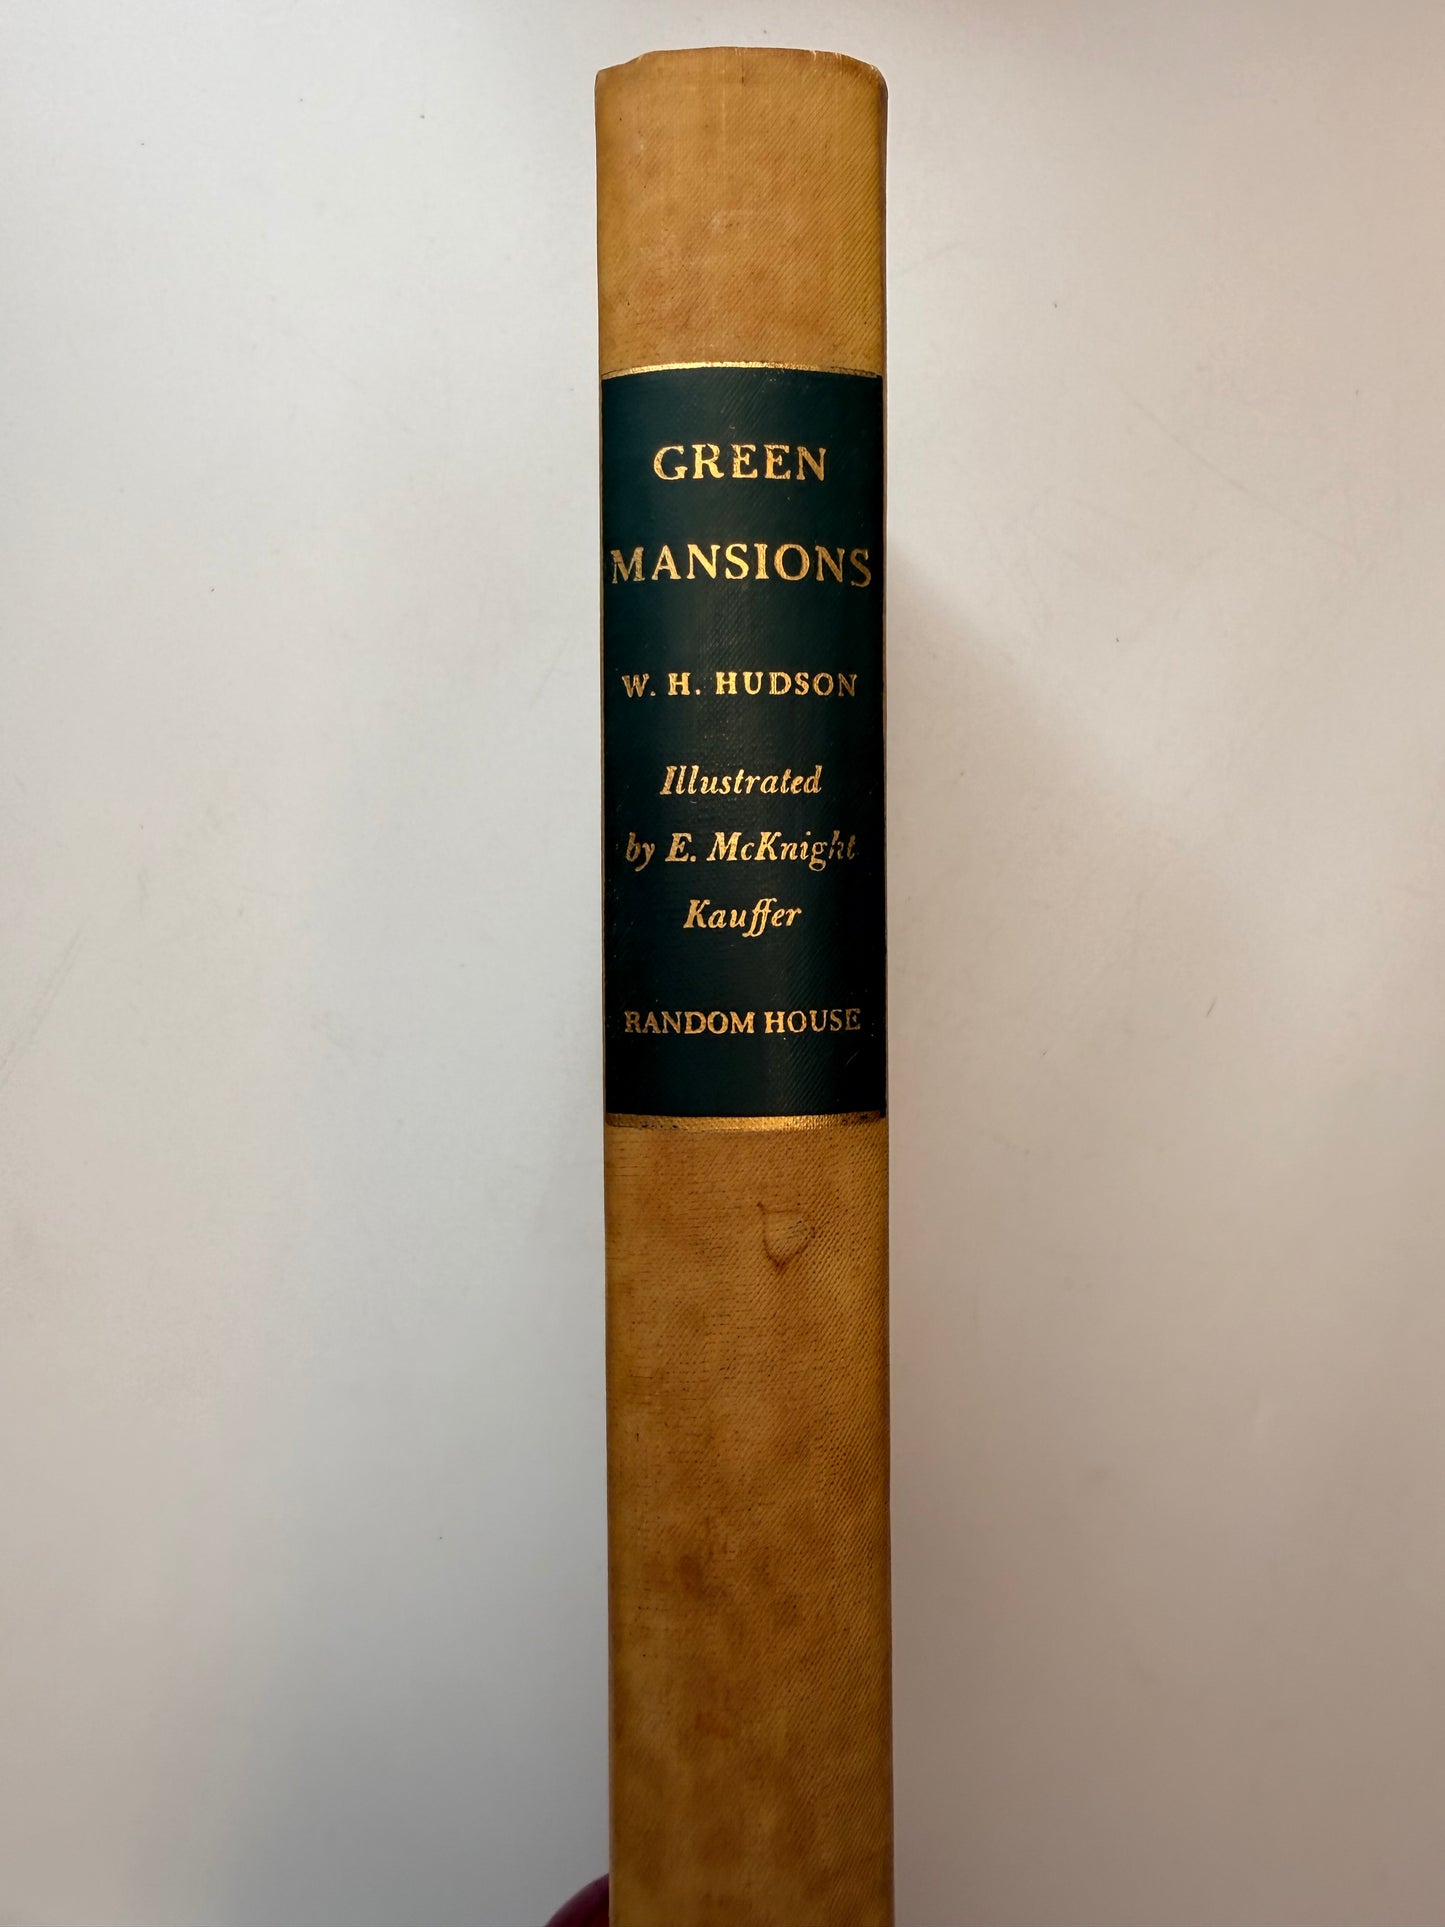 GREEN
MANSIONS
W. H. HUDSON
Illustrated
by E. McKnight
Kauffer
RANDOM HOUSE